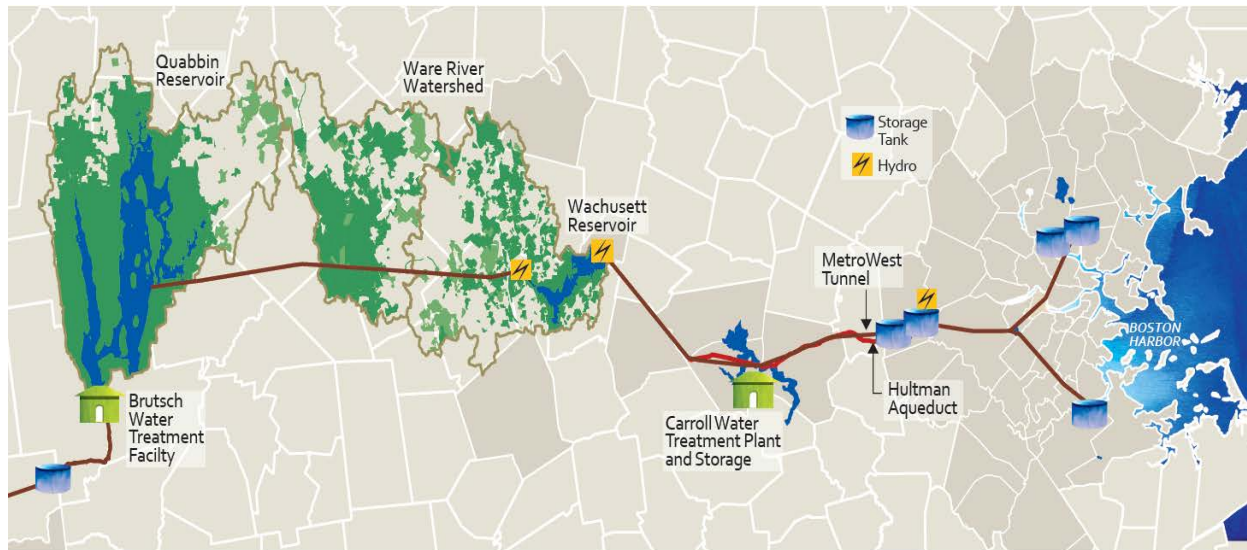 Quabbin
Reservoir
Ware River
Watershed
Storage
Tank
Hydro
Wachusett
Reservoir
MetroWest
Tunnel
BOSTON
HARBOR
Hultman
Aqueduct
Brutsch
Water
Treatment
Facilty
Carroll Water
Treatment Plant
and Storage